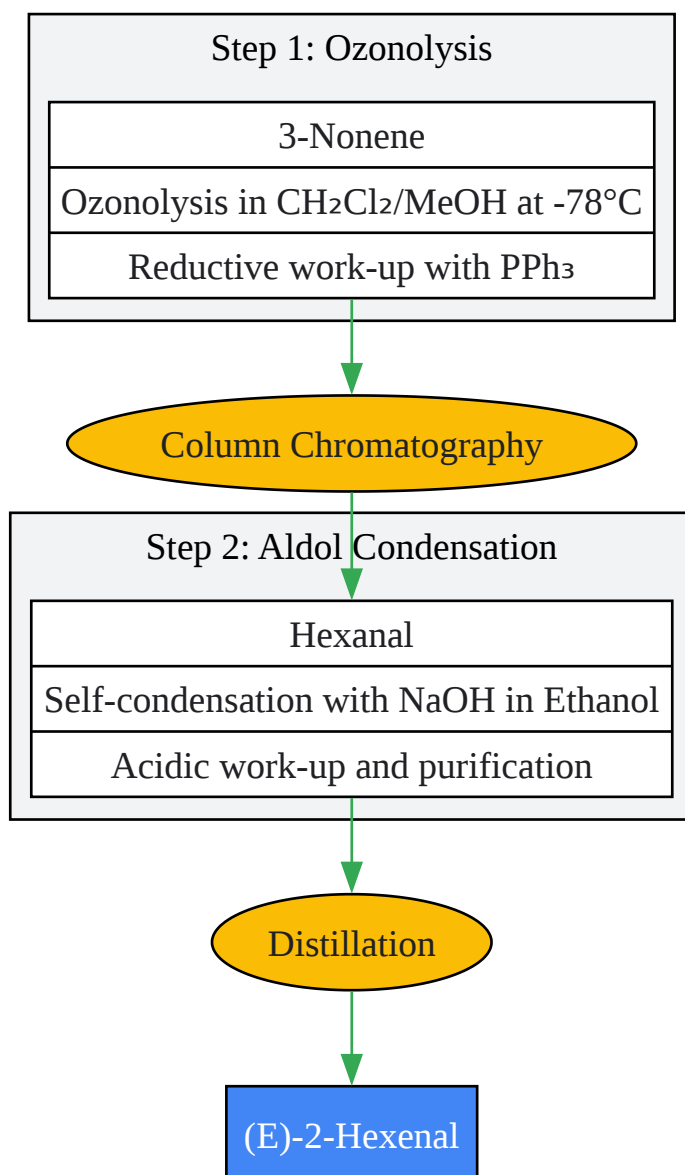 Step 1: Ozonolysis
3-Nonene
Ozonolysis in CH₂Cl₂/MeOH at -78°C
Reductive work-up with PPh₃
Column Chromatography
Step 2: Aldol Condensation
Hexanal
Self-condensation with NaOH in Ethanol
Acidic work-up and purification
Distillation
(E)-2-Hexenal